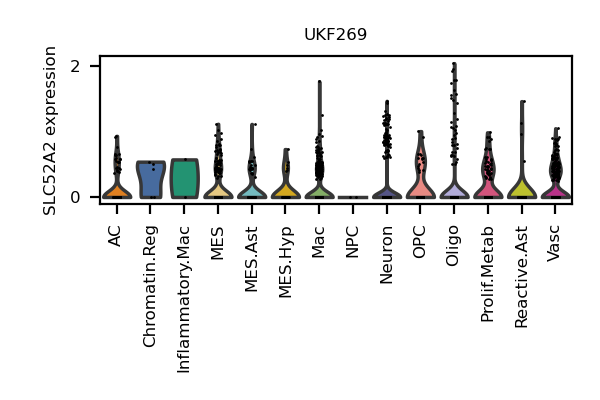 UKF269
SLC52A2 expression
2
0
AC
Chromatin.Reg
Inflammatory.Mac
MES
MES.Ast
MES.Hyp
Mac
NPC
Neuron
OPC
Oligo
Prolif.Metab
Reactive.Ast
Vasc